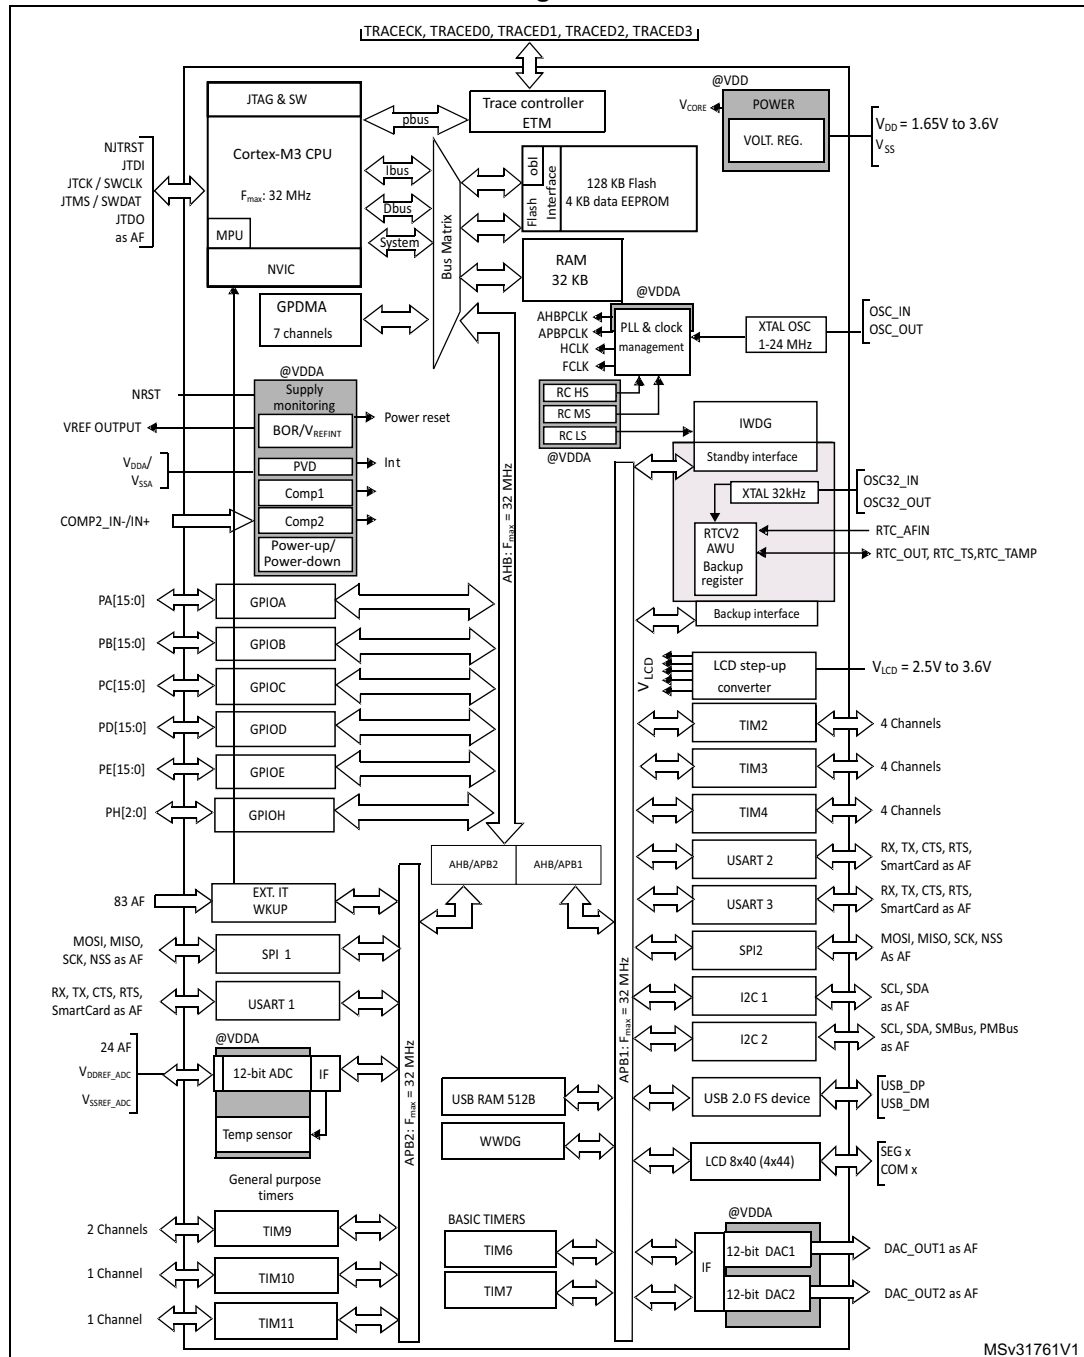 TRACECK, TRACED0, TRACED1, TRACED2, TRACED3
JTAG & SW
Cortex-M3 CPU
Fmax: 32 MHz
MPU
NVIC
NJTRST
JTDI
JTCK / SWCLK
JTMS / SWDAT
JTDO
as AF
pbus
Ibus
Dbus
System
Trace controller
ETM
Bus Matrix
obl
Flash
Interface
128 KB Flash
4 KB data EEPROM
RAM
32 KB
@VDD
POWER
VOLT. REG.
VCORE
VDD = 1.65V to 3.6V
VSS
GPDMA
7 channels
@VDDA
AHBPCLK
APBPCLK
HCLK
FCLK
PLL & clock
management
XTAL OSC
1-24 MHz
OSC_IN
OSC_OUT
RC HS
RC MS
RC LS
@VDDA
@VDDA
Supply
monitoring
BOR/VREFINT
PVD
Comp1
Comp2
Power-up/
Power-down
NRST
VREF OUTPUT
VDDA/
VSSA
COMP2_IN-/IN+
Power reset
Int
AHB: Fmax = 32 MHz
IWDG
Standby interface
XTAL 32kHz
RTCV2
AWU
Backup
register
Backup interface
OSC32_IN
OSC32_OUT
RTC_AFIN
RTC_OUT, RTC_TS,RTC_TAMP
PA[15:0]
GPIOA
PB[15:0]
GPIOB
PC[15:0]
GPIOC
PD[15:0]
GPIOD
PE[15:0]
GPIOE
PH[2:0]
GPIOH
VLCD
LCD step-up
converter
VLCD = 2.5V to 3.6V
TIM2
4 Channels
TIM3
4 Channels
TIM4
4 Channels
AHB/APB2
AHB/APB1
USART 2
RX, TX, CTS, RTS,
SmartCard as AF
USART 3
RX, TX, CTS, RTS,
SmartCard as AF
SPI2
MOSI, MISO, SCK, NSS
As AF
I2C 1
SCL, SDA
as AF
I2C 2
SCL, SDA, SMBus, PMBus
as AF
83 AF
EXT. IT
WKUP
MOSI, MISO,
SCK, NSS as AF
SPI 1
RX, TX, CTS, RTS,
SmartCard as AF
USART 1
@VDDA
24 AF
VDDREF_ADC
VSSREF_ADC
12-bit ADC
IF
Temp sensor
APB2: Fmax = 32 MHz
APB1: Fmax = 32 MHz
USB RAM 512B
WWDG
USB 2.0 FS device
USB_DP
USB_DM
LCD 8x40 (4x44)
SEG x
COM x
General purpose
timers
2 Channels
TIM9
1 Channel
TIM10
1 Channel
TIM11
BASIC TIMERS
TIM6
TIM7
@VDDA
IF
12-bit DAC1
12-bit DAC2
DAC_OUT1 as AF
DAC_OUT2 as AF
MSv31761V1